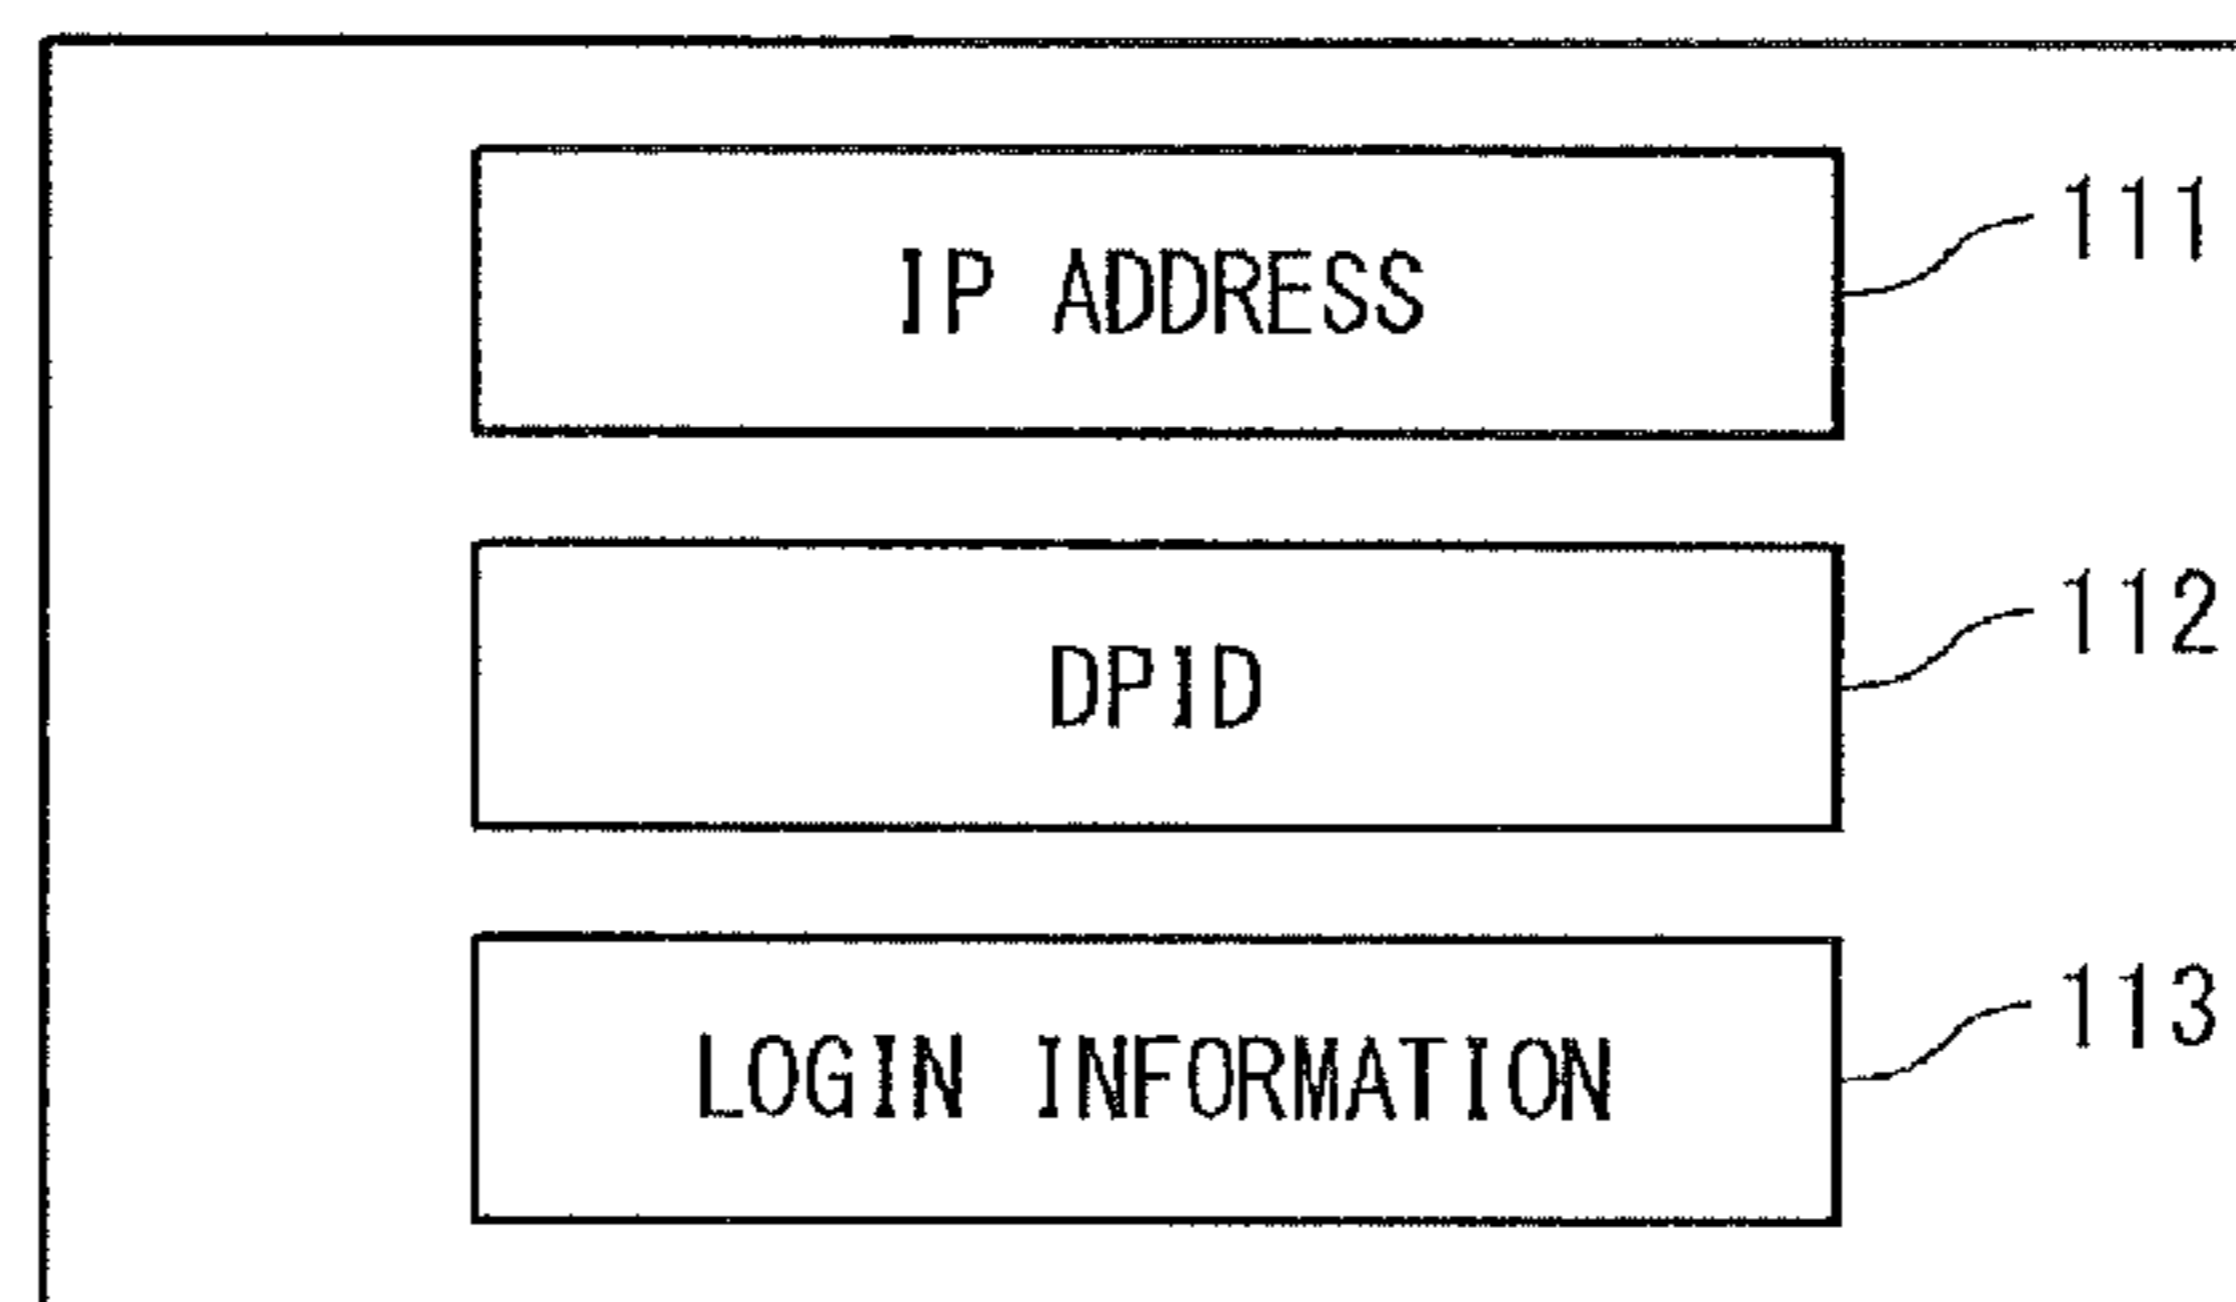 IP ADDRESS 111
DPID 112
LOGIN INFORMATION 113